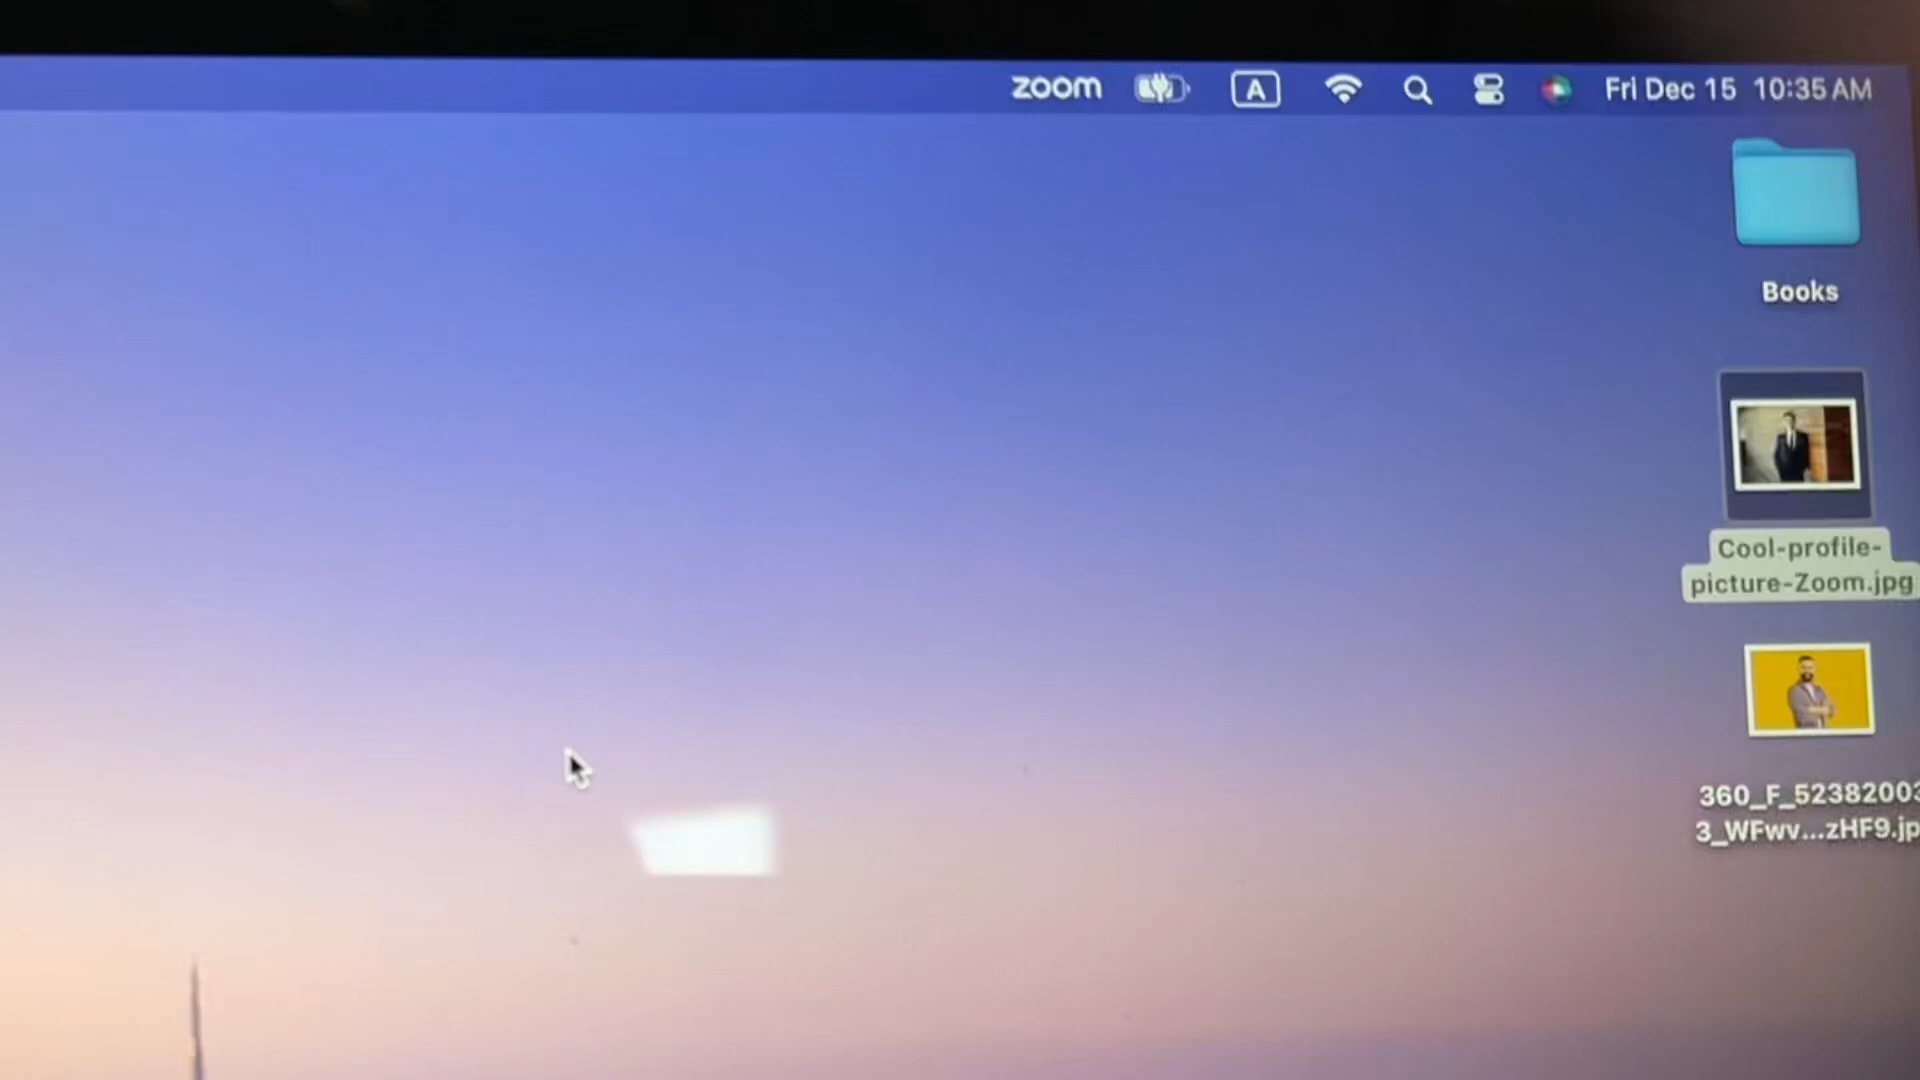 zoom A Fri Dec 15 10:35 AM
Books
Cool-profile-
picture-Zoom.jpg
360_F_52382003
3_WFwv...zHF9.jp